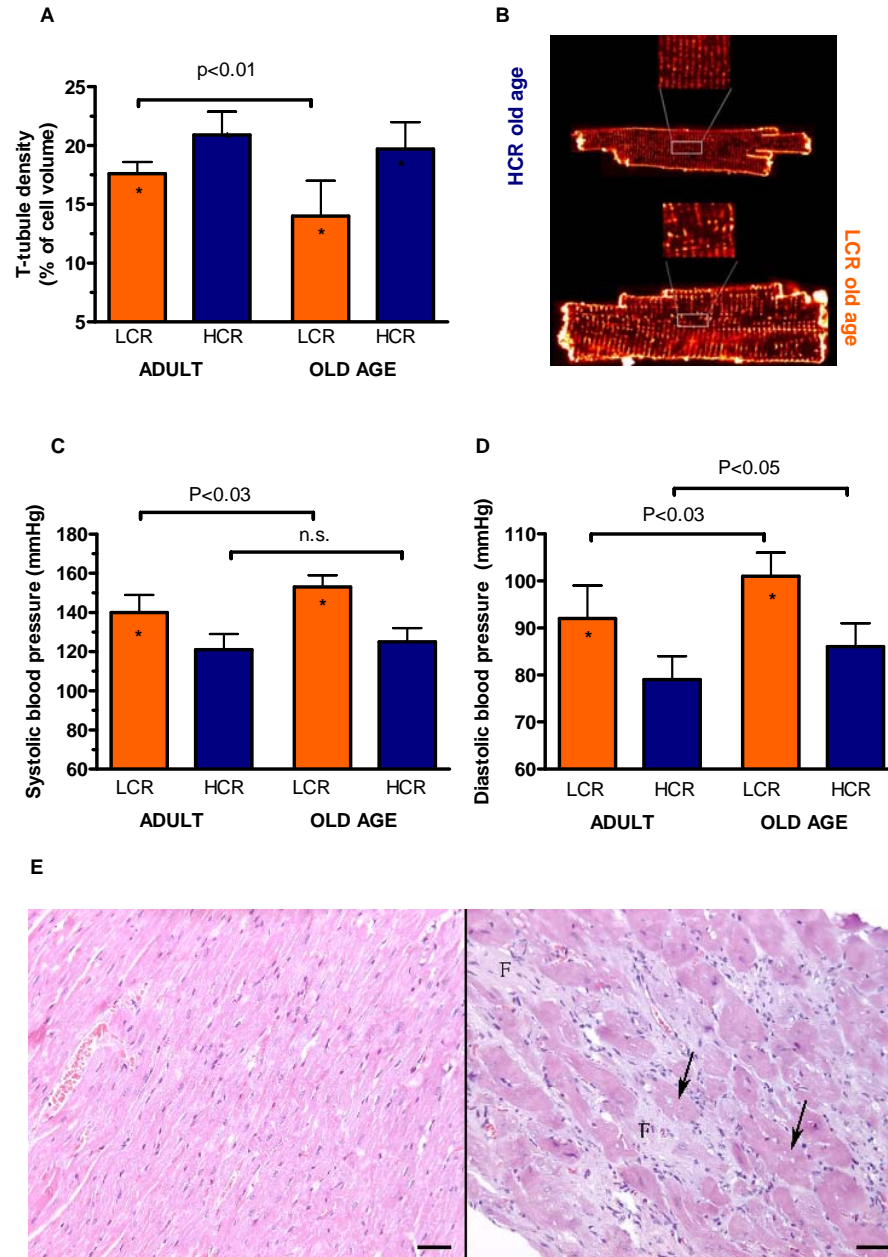 A
p<0.01
T-tubule density
(% of cell volume)
25
20
15
10
5
*
*
*
LCR
HCR
LCR
HCR
ADULT
OLD AGE
B
HCR old age
LCR old age
C
P<0.03
n.s.
Systolic blood pressure (mmHg)
180
160
140
120
100
80
60
*
*
LCR
HCR
LCR
HCR
ADULT
OLD AGE
D
P<0.05
P<0.03
Diastolic blood pressure (mmHg)
110
100
90
80
70
60
*
*
LCR
HCR
LCR
HCR
ADULT
OLD AGE
E
F
F